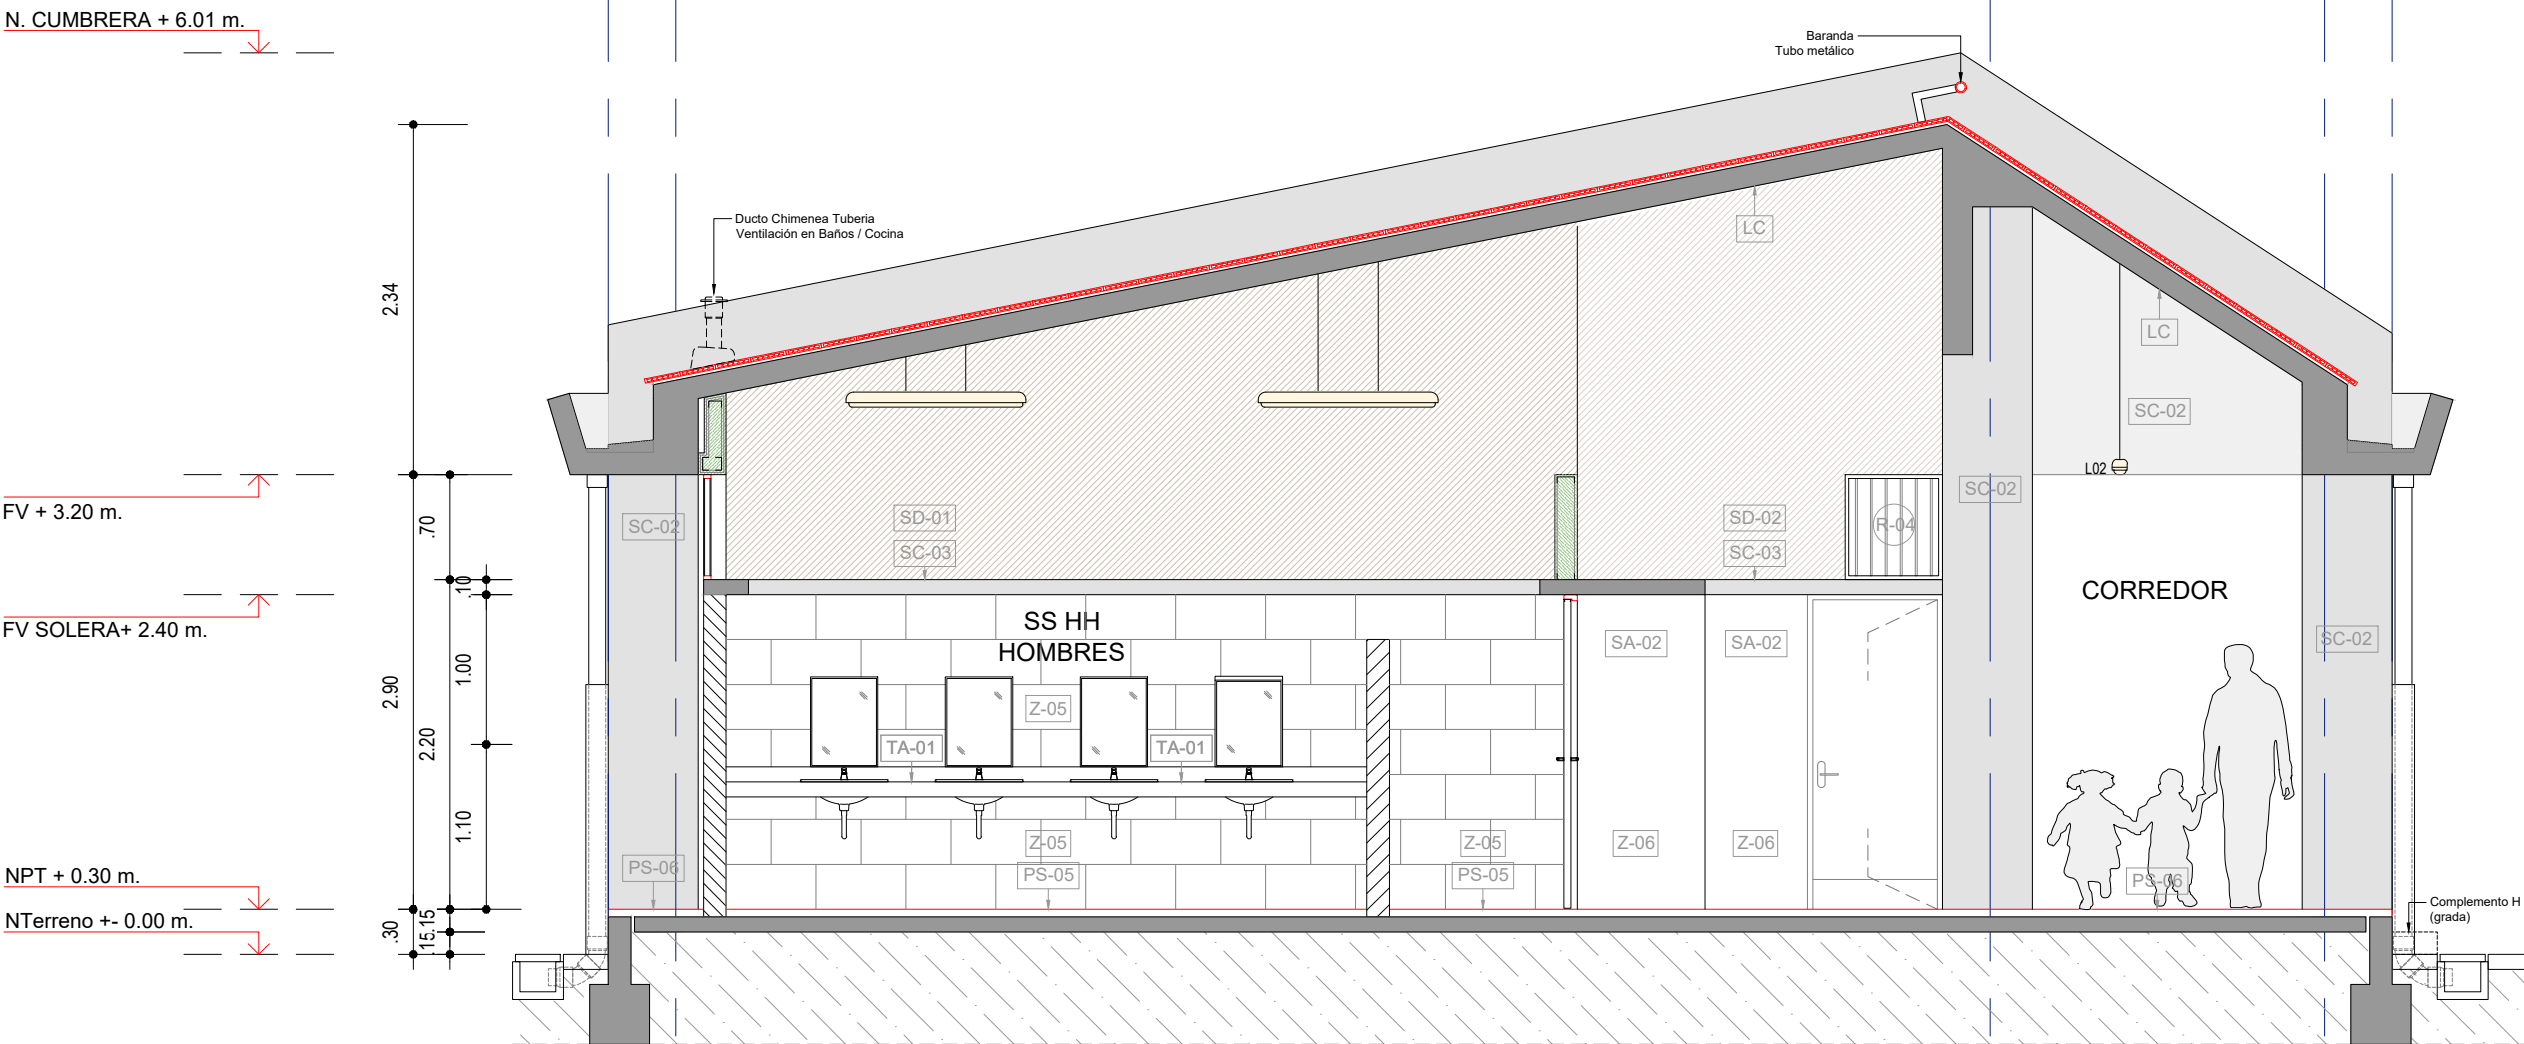 N. CUMBRERA + 6.01 m.
Baranda
Tubo metálico
Ducto Chimenea Tuberia
Ventilación en Baños / Cocina
LC
2.34
LC
SC-02
L02
FV + 3.20 m.
.70
SC-02
SD-01
SC-03
SD-02
SC-03
R-04
SC-02
.10
FV SOLERA+ 2.40 m.
SS HH
HOMBRES
CORREDOR
SA-02
SA-02
SC-02
1.00
2.90
2.20
Z-05
TA-01
TA-01
1.10
Z-05
Z-05
Z-06
Z-06
NPT + 0.30 m.
PS-06
PS-05
PS-05
PS-06
NTerreno +- 0.00 m.
.30
.15
.15
Complemento H
(grada)